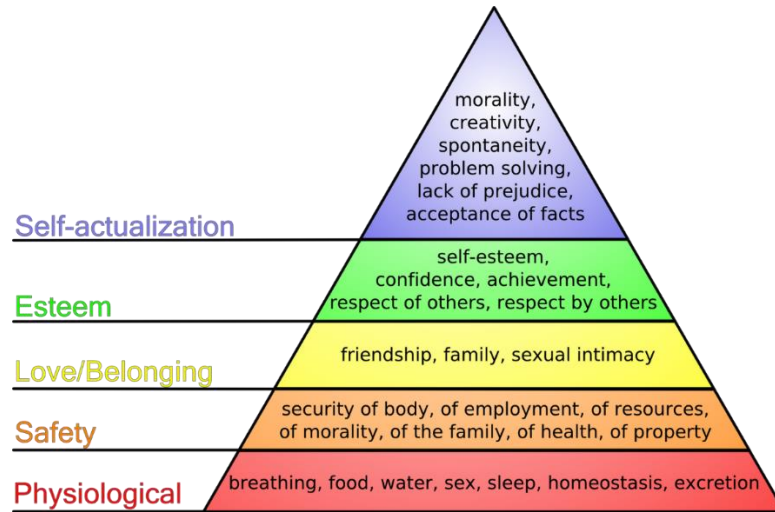 morality,
creativity,
spontaneity,
problem solving,
lack of prejudice,
acceptance of facts
Self-actualization
self-esteem,
confidence, achievement,
respect of others, respect by others
Esteem
friendship, family, sexual intimacy
Love/Belonging
security of body, of employment, of resources,
of morality, of the family, of health, of property
Safety
breathing, food, water, sex, sleep, homeostasis, excretion
Physiological